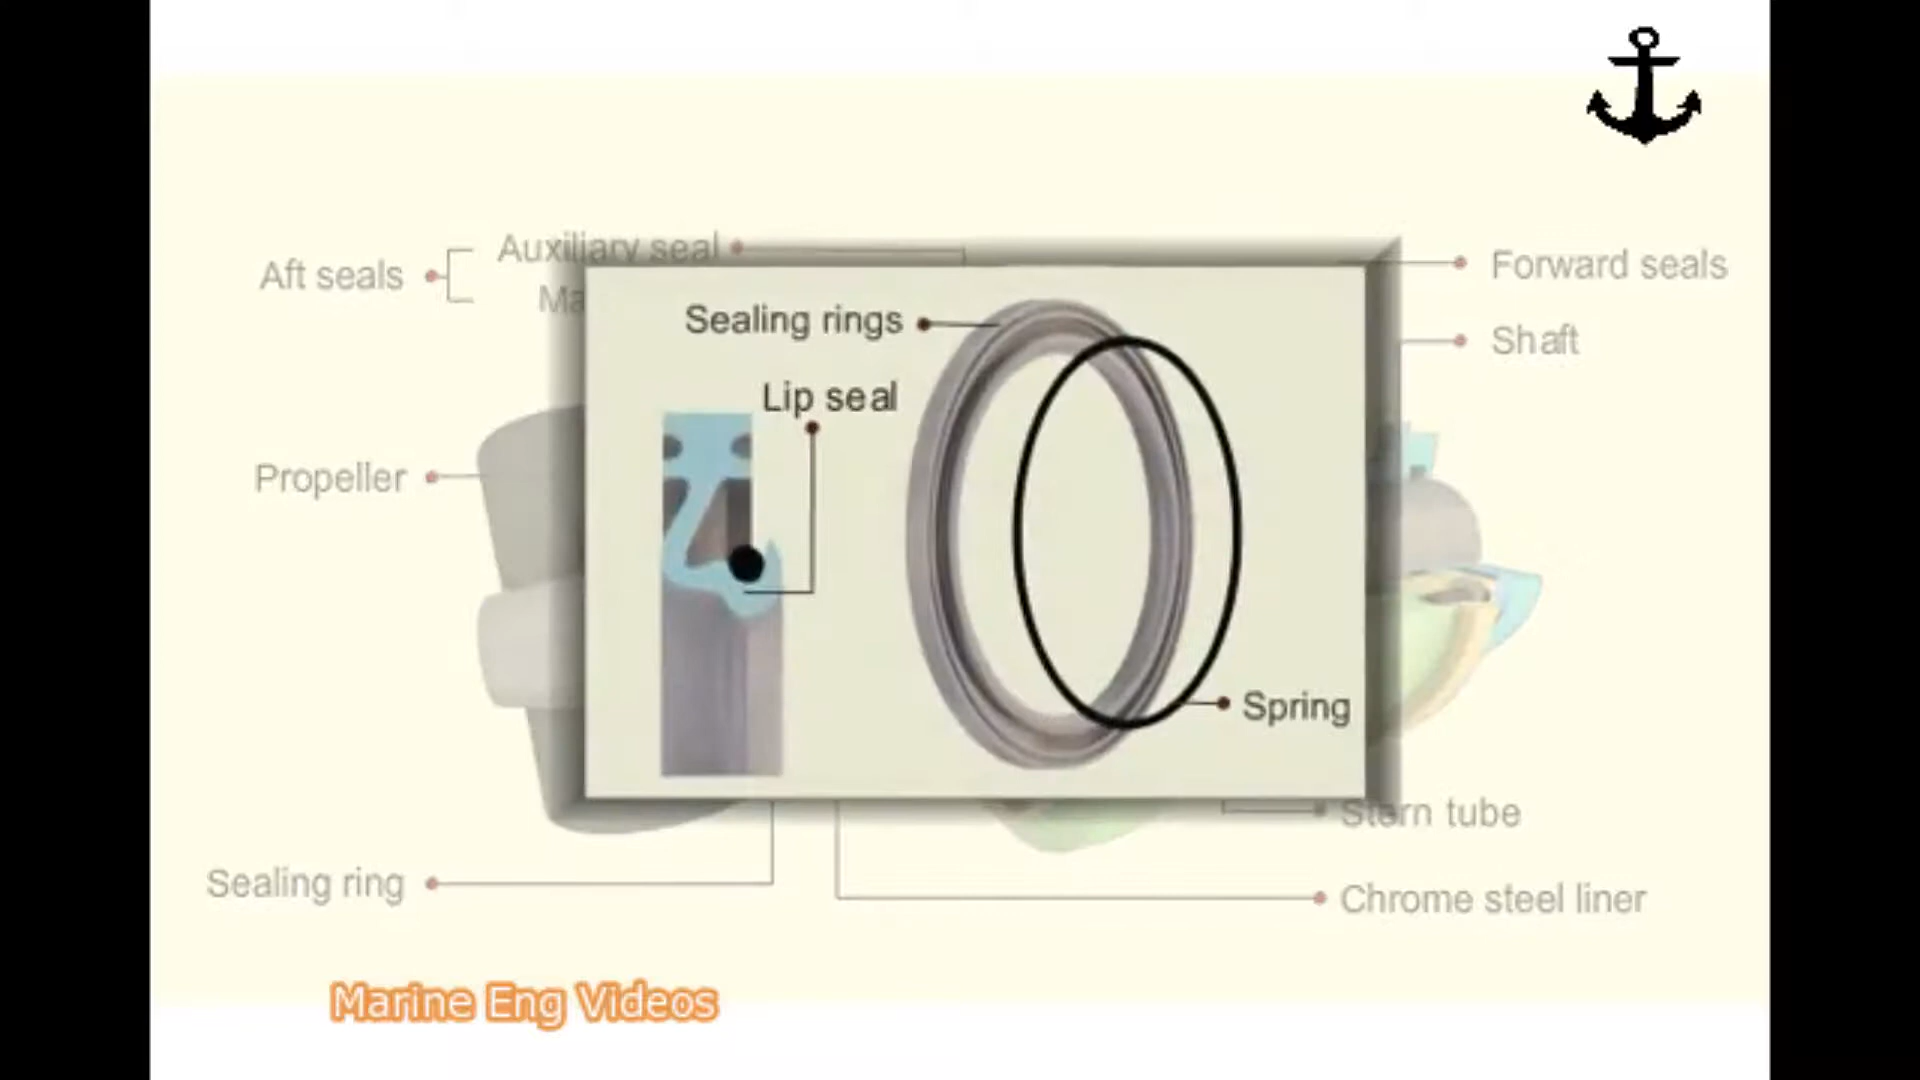 Auxiliary seal
Aft seals
Ma
Forward seals
Sealing rings
Shaft
Lip seal
Propeller
Spring
Stern tube
Sealing ring
Chrome steel liner
Marine Eng Videos